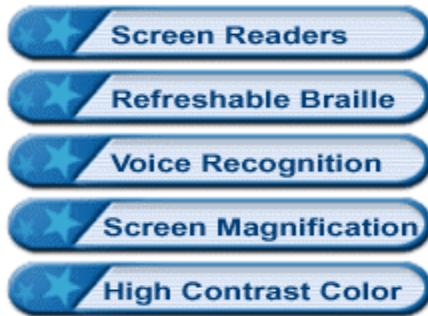 Screen Readers
Refreshable Braille
Voice Recognition
Screen Magnification
High Contrast Color